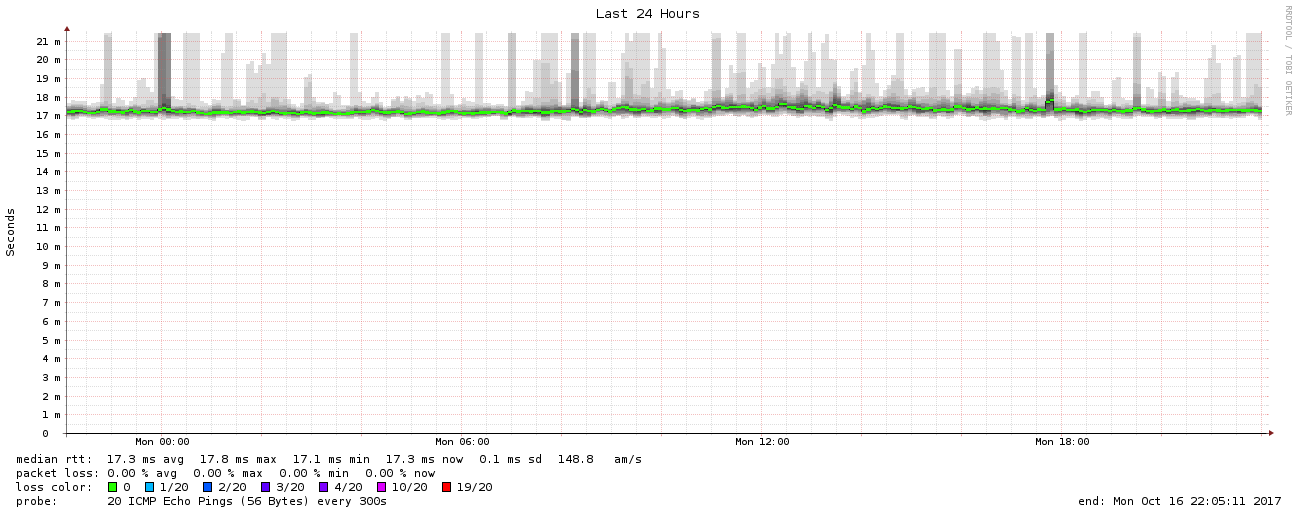 Last 24 Hours
RRDTOOL / TOBI OETIKER
Seconds
21 m
20 m
19 m
18 m
17 m
16 m
15 m
14 m
13 m
12 m
11 m
10 m
9 m
8 m
7 m
6 m
5 m
4 m
3 m
2 m
1 m
0
Mon 00:00 Mon 06:00 Mon 12:00 Mon 18:00
median rtt: 17.3 ms avg 17.8 ms max 17.1 ms min 17.3 ms now 0.1 ms sd 148.8 am/s
packet loss: 0.00 % avg 0.00 % max 0.00 % min 0.00 % now
loss color: 0 1/20 2/20 3/20 4/20 10/20 19/20
probe: 20 ICMP Echo Pings (56 Bytes) every 300s end: Mon Oct 16 22:05:11 2017